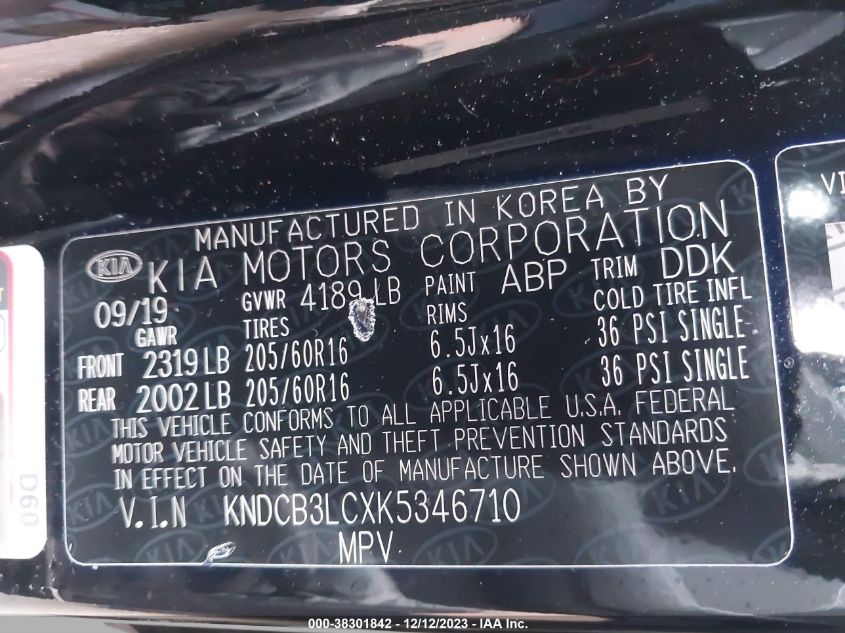 MANUFACTURED IN KOREA BY
KIA KIA MOTORS CORPORATION
09/19 GVWR 4189 LB PAINT ABP TRIM DDK
GAWR TIRES RIMS COLD TIRE INFL
FRONT 2319 LB 205/60R16 6.5Jx16 36 PSI SINGLE
REAR 2002 LB 205/60R16 6.5Jx16 36 PSI SINGLE
THIS VEHICLE CONFORMS TO ALL APPLICABLE U.S.A. FEDERAL
MOTOR VEHICLE SAFETY AND THEFT PREVENTION STANDARDS
IN EFFECT ON THE DATE OF MANUFACTURE SHOWN ABOVE.
V.I.N KNDCB3LCXK5346710
MPV
D60
VI
000-38301842 - 12/12/2023 - IAA Inc.